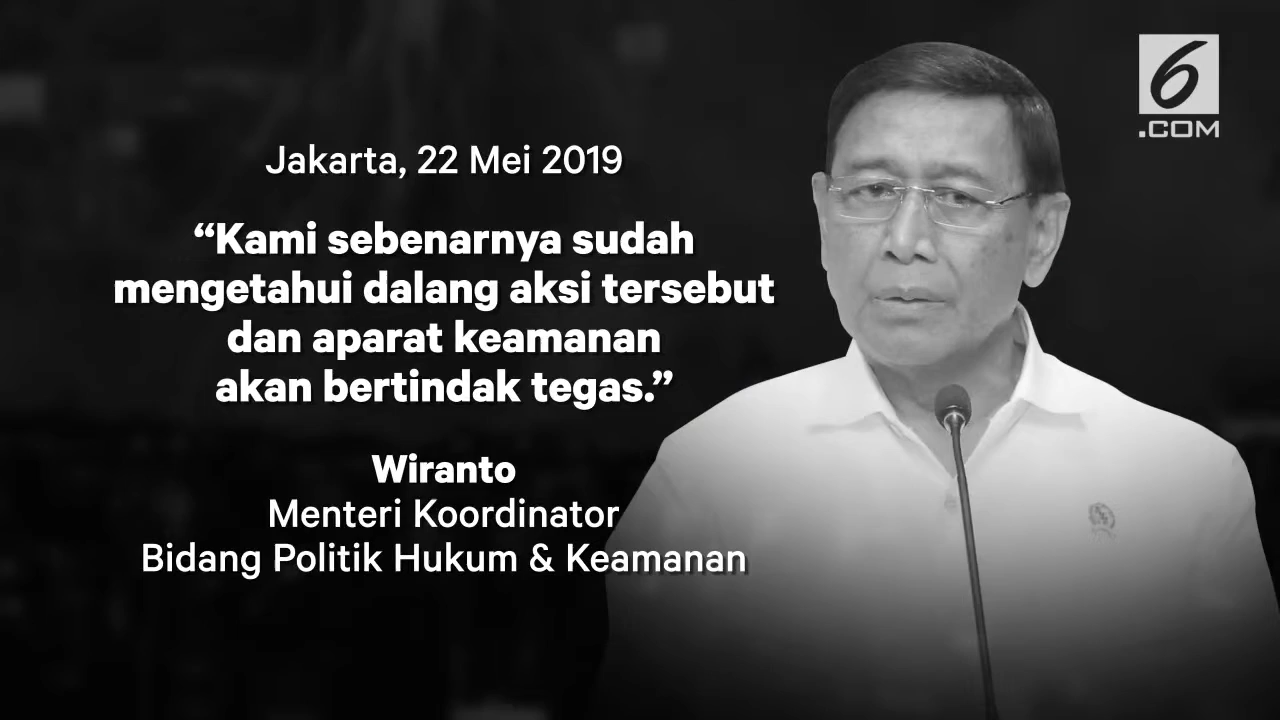 6
.COM
Jakarta, 22 Mei 2019
“Kami sebenarnya sudah
mengetahui dalang aksi tersebut
dan aparat keamanan
akan bertindak tegas.”
Wiranto
Menteri Koordinator
Bidang Politik Hukum & Keamanan